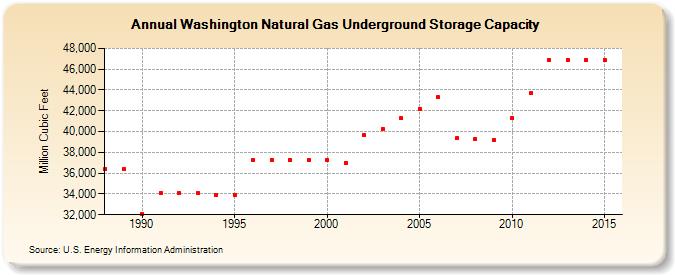 Annual Washington Natural Gas Underground Storage Capacity
Million Cubic Feet
48,000
46,000
44,000
42,000
40,000
38,000
36,000
34,000
32,000
1990 1995 2000 2005 2010 2015
Source: U.S. Energy Information Administration